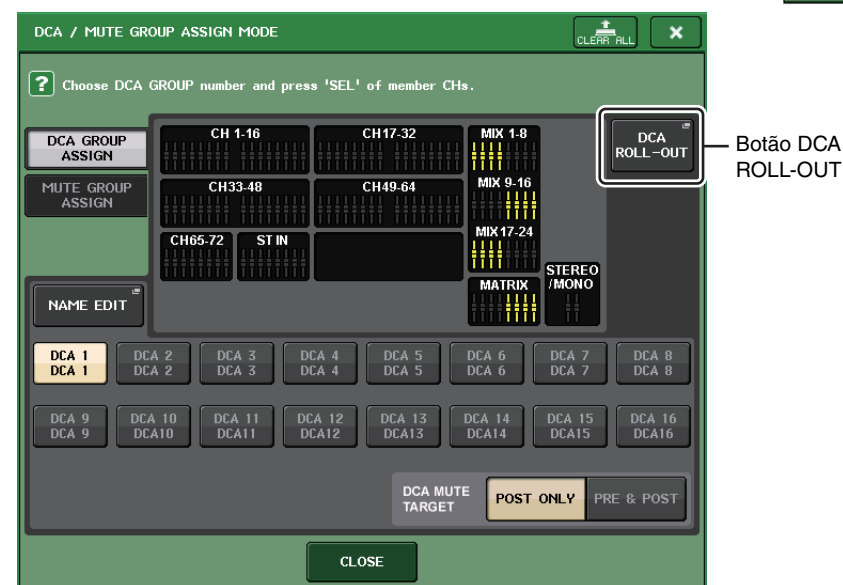 DCA / MUTE GROUP ASSIGN MODE
CLEAR ALL
? Choose DCA GROUP number and press 'SEL' of member CHs.
DCA GROUP
ASSIGN
MUTE GROUP
ASSIGN
CH 1-16
CH17-32
MIX 1-8
CH33-48
CH49-64
MIX 9-16
CH65-72
ST IN
MIX17-24
MATRIX
STEREO
/MONO
DCA
ROLL-OUT
Botão DCA
ROLL-OUT
NAME EDIT
DCA 1
DCA 1
DCA 2
DCA 2
DCA 3
DCA 3
DCA 4
DCA 4
DCA 5
DCA 5
DCA 6
DCA 6
DCA 7
DCA 7
DCA 8
DCA 8
DCA 9
DCA 9
DCA 10
DCA10
DCA 11
DCA11
DCA 12
DCA12
DCA 13
DCA13
DCA 14
DCA14
DCA 15
DCA15
DCA 16
DCA16
DCA MUTE
TARGET
POST ONLY
PRE & POST
CLOSE